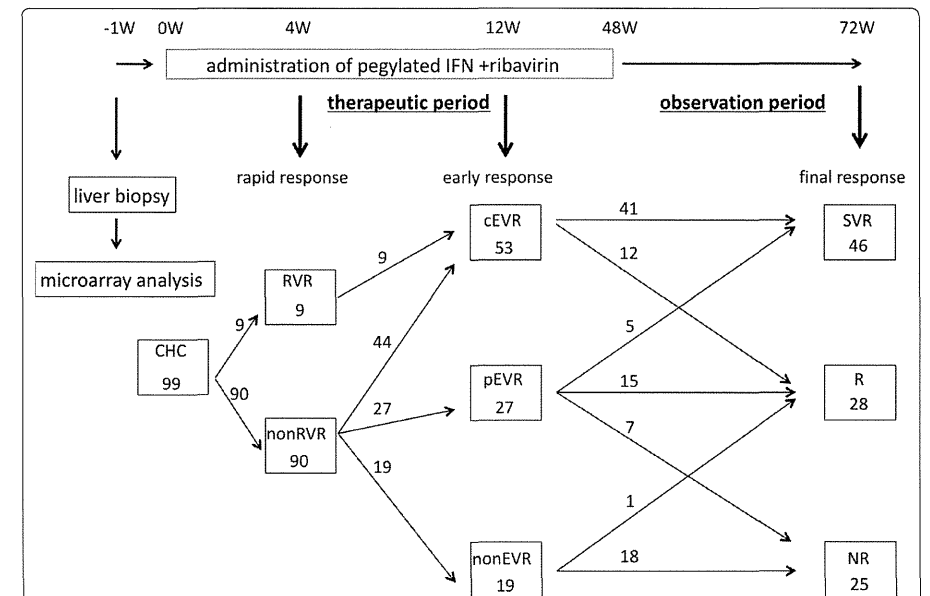 -1W 0W 4W 12W 48W 72W
administration of pegylated IFN +ribavirin
therapeutic period observation period
rapid response early response final response
liver biopsy
microarray analysis
CHC
99
9
90
RVR
9
nonRVR
90
9
44
27
19
cEVR
53
pEVR
27
nonEVR
19
41
12
5
15
7
1
18
SVR
46
R
28
NR
25